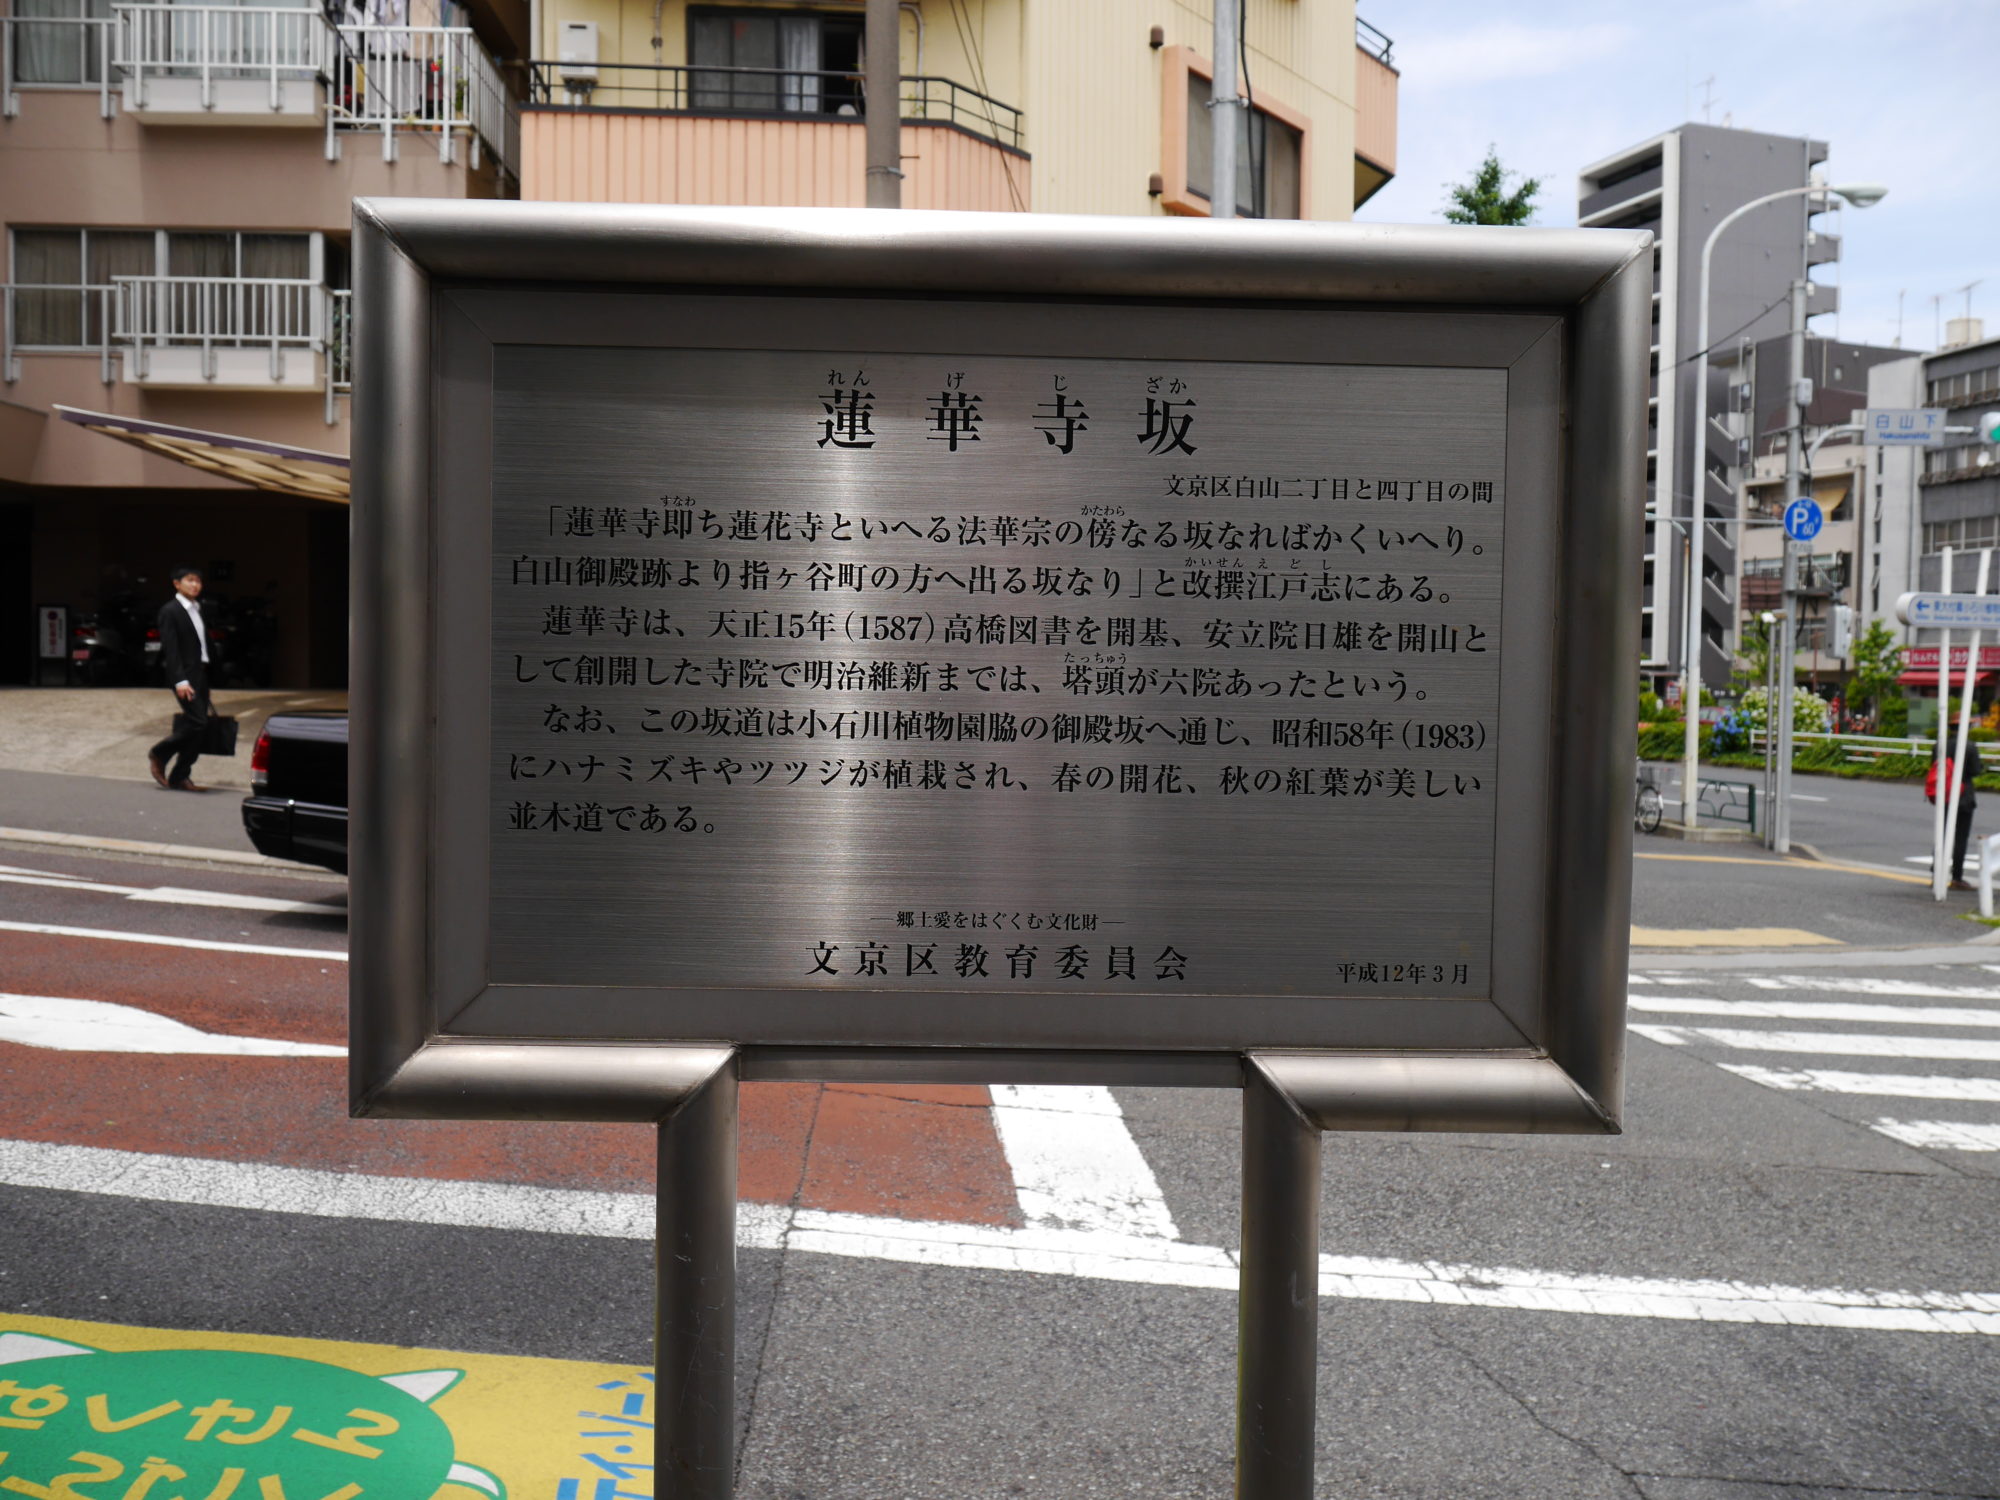 れんげじざか
蓮華寺坂
文京区白山二丁目と四丁目の間
「蓮華寺即ち蓮花寺といへる法華宗の傍なる坂なればかくいへり。
白山御殿跡より指ヶ谷町の方へ出る坂なり」と改撰江戸志にある。
蓮華寺は、天正15年(1587)高橋図書を開基、安立院日雄を開山と
して創開した寺院で明治維新までは、塔頭が六院あったという。
なお、この坂道は小石川植物園脇の御殿坂へ通じ、昭和58年(1983)
にハナミズキやツツジが植栽され、春の開花、秋の紅葉が美しい
並木道である。
―郷土愛をはぐくむ文化財―
文京区教育委員会
平成12年3月
白山下
Hakusanshita
P
60